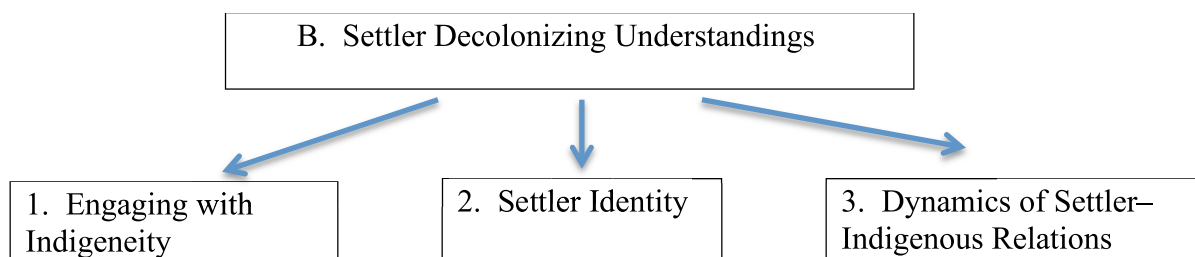 B. Settler Decolonizing Understandings
1. Engaging with
Indigeneity
2. Settler Identity
3. Dynamics of Settler–
Indigenous Relations